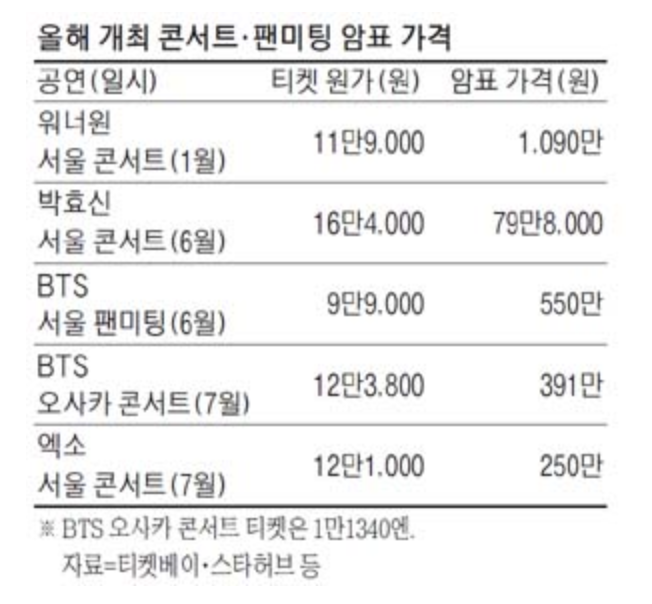 올해 개최 콘서트·팬미팅 암표 가격
공연(일시) 티켓 원가(원) 암표 가격(원)
워너원
서울 콘서트(1월) 11만9.000 1.090만
박효신
서울 콘서트(6월) 16만4.000 79만8.000
BTS
서울 팬미팅(6월) 9만9.000 550만
BTS
오사카 콘서트(7월) 12만3.800 391만
엑소
서울 콘서트(7월) 12만1.000 250만
※ BTS 오사카 콘서트 티켓은 1만1340엔.
자료=티켓베이·스타허브 등